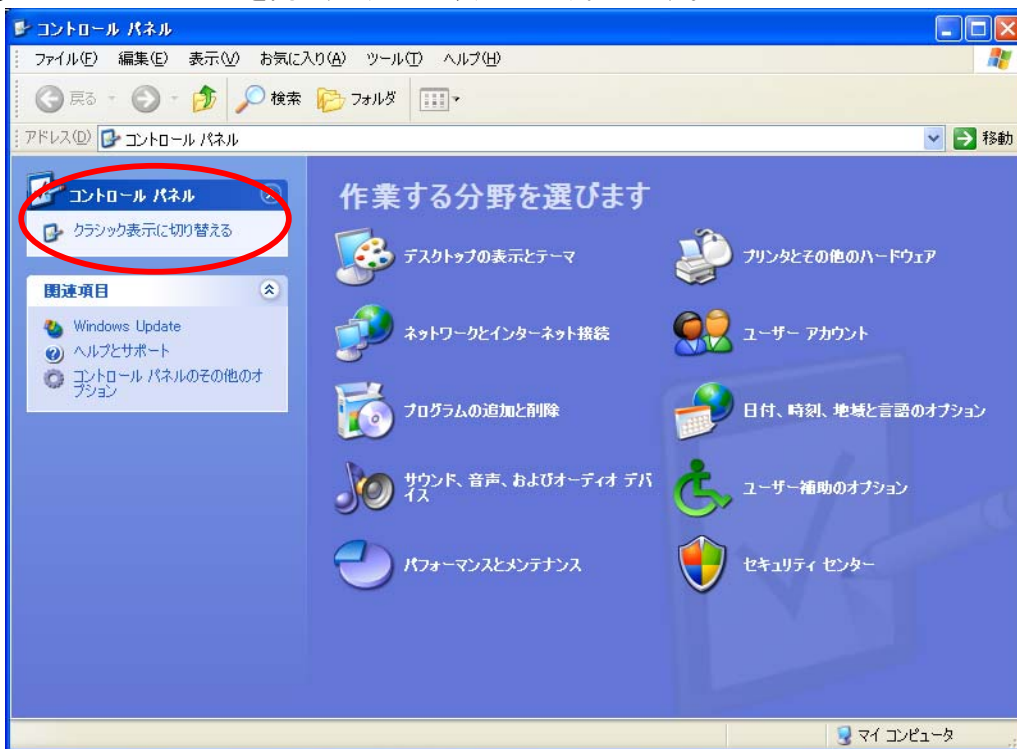 コントロール パネル
ファイル(F) 編集(E) 表示(V) お気に入り(A) ツール(T) ヘルプ(H)
戻る 検索 フォルダ
アドレス(D) コントロール パネル 移動
コントロール パネル
クラシック表示に切り替える
関連項目
Windows Update
ヘルプとサポート
コントロール パネルのその他のオ
プション
作業する分野を選びます
デスクトップの表示とテーマ
プリンタとその他のハードウェア
ネットワークとインターネット接続
ユーザー アカウント
プログラムの追加と削除
日付、時刻、地域と言語のオプション
サウンド、音声、およびオーディオ デバ
イス
ユーザー補助のオプション
パフォーマンスとメンテナンス
セキュリティ センター
マイ コンピュータ